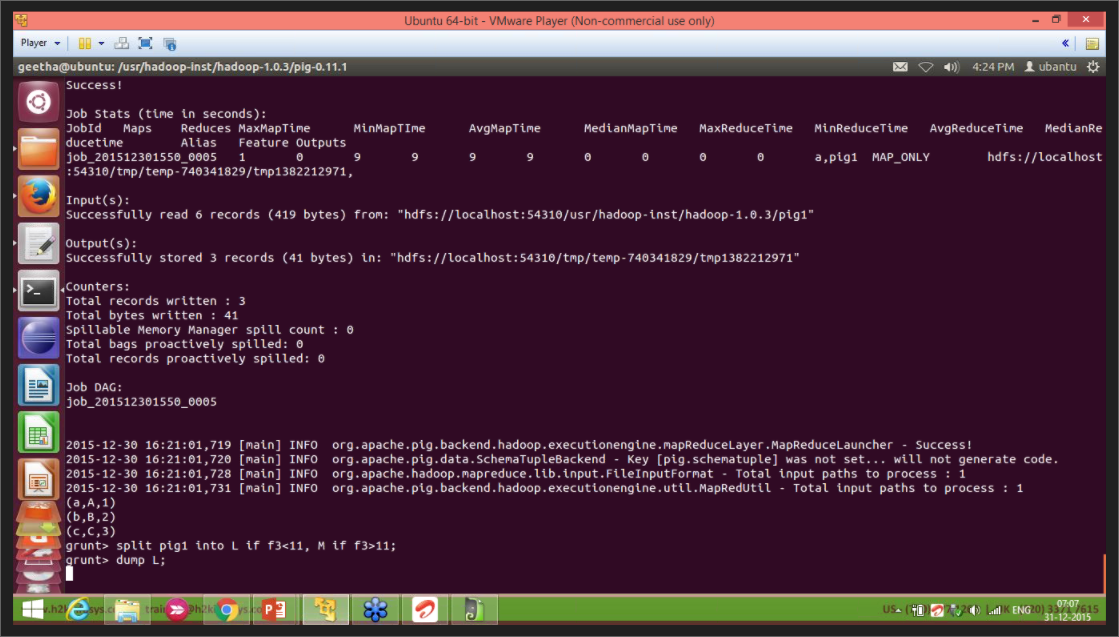 Ubuntu 64-bit - VMware Player (Non-commercial use only)
Player
geetha@ubuntu: /usr/hadoop-inst/hadoop-1.0.3/pig-0.11.1
4:24 PM ubantu
Success!
Job Stats (time in seconds):
JobId Maps Reduces MaxMapTime MinMapTIme AvgMapTime MedianMapTime MaxReduceTime MinReduceTime AvgReduceTime MedianRe
ducetime Alias Feature Outputs
job_201512301550_0005 1 0 9 9 9 9 0 0 0 0 a,pig1 MAP_ONLY hdfs://localhost
:54310/tmp/temp-740341829/tmp1382212971,
Input(s):
Successfully read 6 records (419 bytes) from: "hdfs://localhost:54310/usr/hadoop-inst/hadoop-1.0.3/pig1"
Output(s):
Successfully stored 3 records (41 bytes) in: "hdfs://localhost:54310/tmp/temp-740341829/tmp1382212971"
Counters:
Total records written : 3
Total bytes written : 41
Spillable Memory Manager spill count : 0
Total bags proactively spilled: 0
Total records proactively spilled: 0
Job DAG:
job_201512301550_0005
2015-12-30 16:21:01,719 [main] INFO org.apache.pig.backend.hadoop.executionengine.mapReduceLayer.MapReduceLauncher - Success!
2015-12-30 16:21:01,720 [main] INFO org.apache.pig.data.SchemaTupleBackend - Key [pig.schematuple] was not set... will not generate code.
2015-12-30 16:21:01,728 [main] INFO org.apache.hadoop.mapreduce.lib.input.FileInputFormat - Total input paths to process : 1
2015-12-30 16:21:01,731 [main] INFO org.apache.pig.backend.hadoop.executionengine.util.MapRedUtil - Total input paths to process : 1
(a,A,1)
(b,B,2)
(c,C,3)
grunt> split pig1 into L if f3<11, M if f3>11;
grunt> dump L;
ENG
07:07
31-12-2015